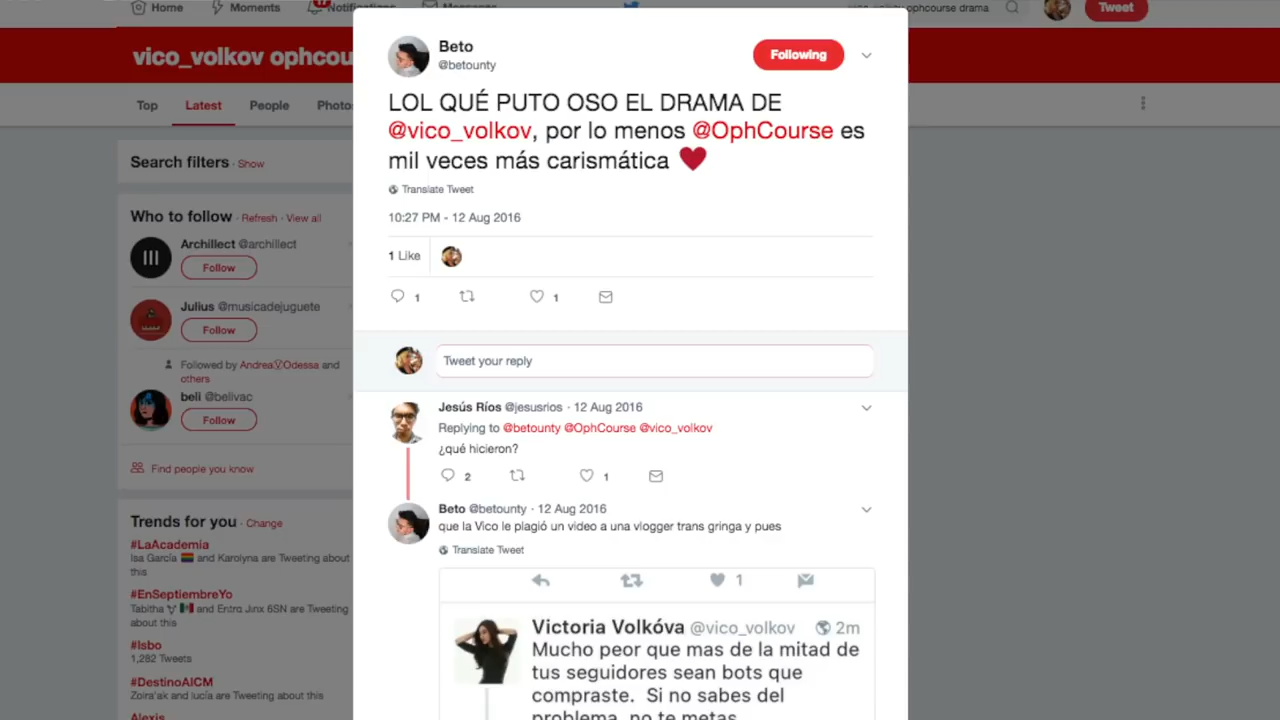 Home
Moments
Notifications
Messages
ophcourse drama
Tweet
vico_volkov ophcou
Top
Latest
People
Photo
Search filters · Show
Who to follow · Refresh · View all
Archillect @archillect
Follow
Julius @musicadejuguete
Follow
Followed by AndreaⓋOdessa and
others
beli @belivac
Follow
Find people you know
Trends for you · Change
#LaAcademia
Isa García 🏳️‍🌈 and Karolyna are Tweeting about
this
#EnSeptiembreYo
Tabitha and Entro Jinx 6SN are Tweeting
about this
#Isbo
1,282 Tweets
#DestinoAICM
Zoira'ak and lucía are Tweeting about this
Alexis
Beto
@betounty
Following
LOL QUÉ PUTO OSO EL DRAMA DE
@vico_volkov, por lo menos @OphCourse es
mil veces más carismática ♥
Translate Tweet
10:27 PM - 12 Aug 2016
1 Like
1
1
Tweet your reply
Jesús Ríos @jesusrios · 12 Aug 2016
Replying to @betounty @OphCourse @vico_volkov
¿qué hicieron?
2
1
Beto @betounty · 12 Aug 2016
que la Vico le plagió un video a una vlogger trans gringa y pues
Translate Tweet
1
Victoria Volkóva @vico_volkov 2m
Mucho peor que mas de la mitad de
tus seguidores sean bots que
compraste. Si no sabes del
problema, no te metas